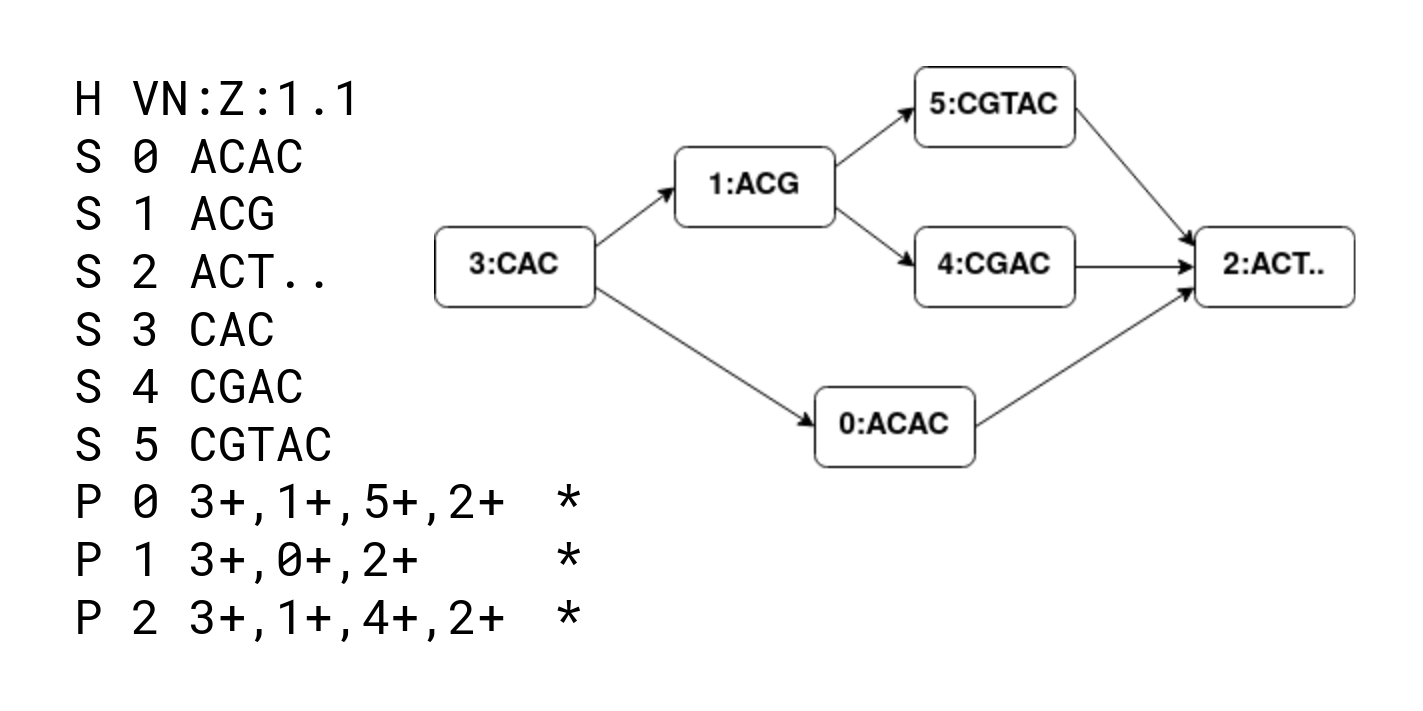 H VN:Z:1.1
S 0 ACAC
S 1 ACG
S 2 ACT..
S 3 CAC
S 4 CGAC
S 5 CGTAC
P 0 3+,1+,5+,2+ *
P 1 3+,0+,2+ *
P 2 3+,1+,4+,2+ *
5:CGTAC
1:ACG
3:CAC
4:CGAC
2:ACT..
0:ACAC